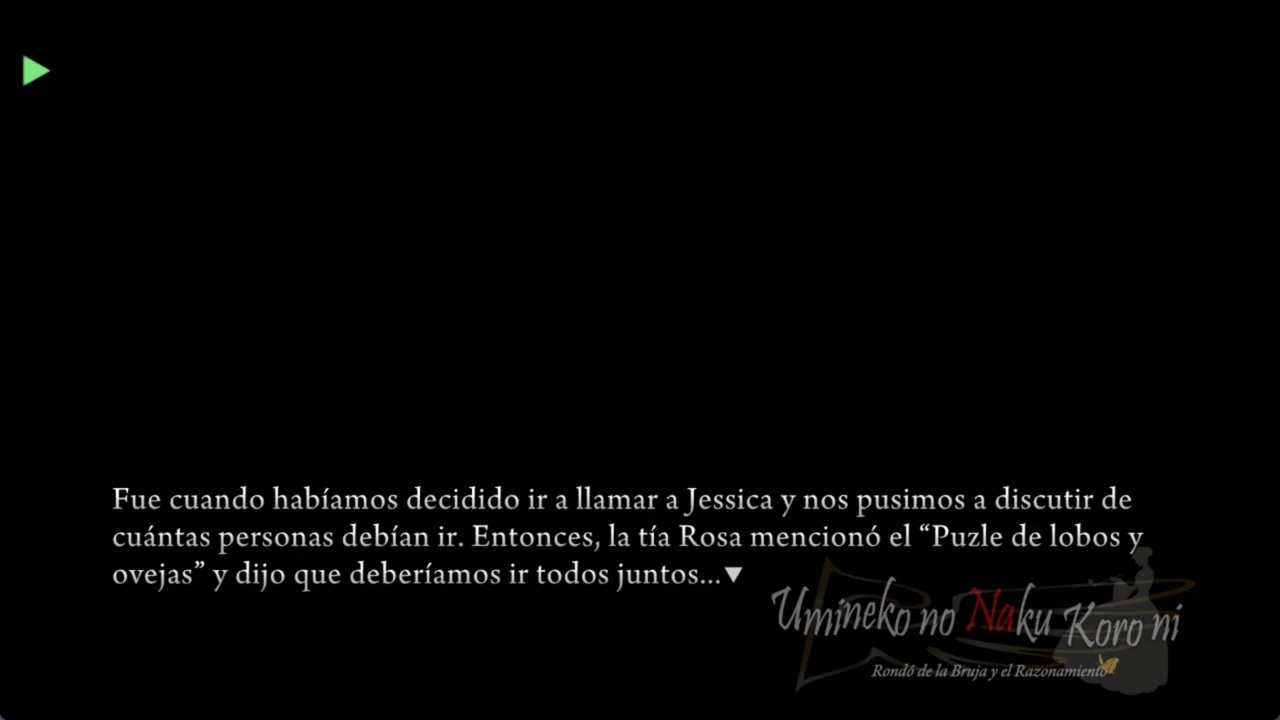 Fue cuando habíamos decidido ir a llamar a Jessica y nos pusimos a discutir de
cuántas personas debían ir. Entonces, la tía Rosa mencionó el “Puzle de lobos y
ovejas” y dijo que deberíamos ir todos juntos...
Umineko no Naku Koro ni
Rondó de la Bruja y el Razonamiento